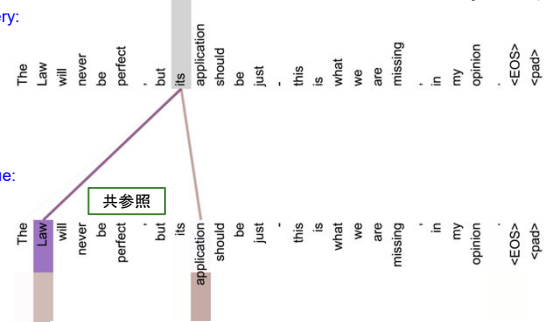 ery:
The Law will never be perfect , but its application should be just - this is what we are missing , in my opinion . <EOS> <pad>
ue:
共参照
The Law will never be perfect , but its application should be just - this is what we are missing , in my opinion . <EOS> <pad>